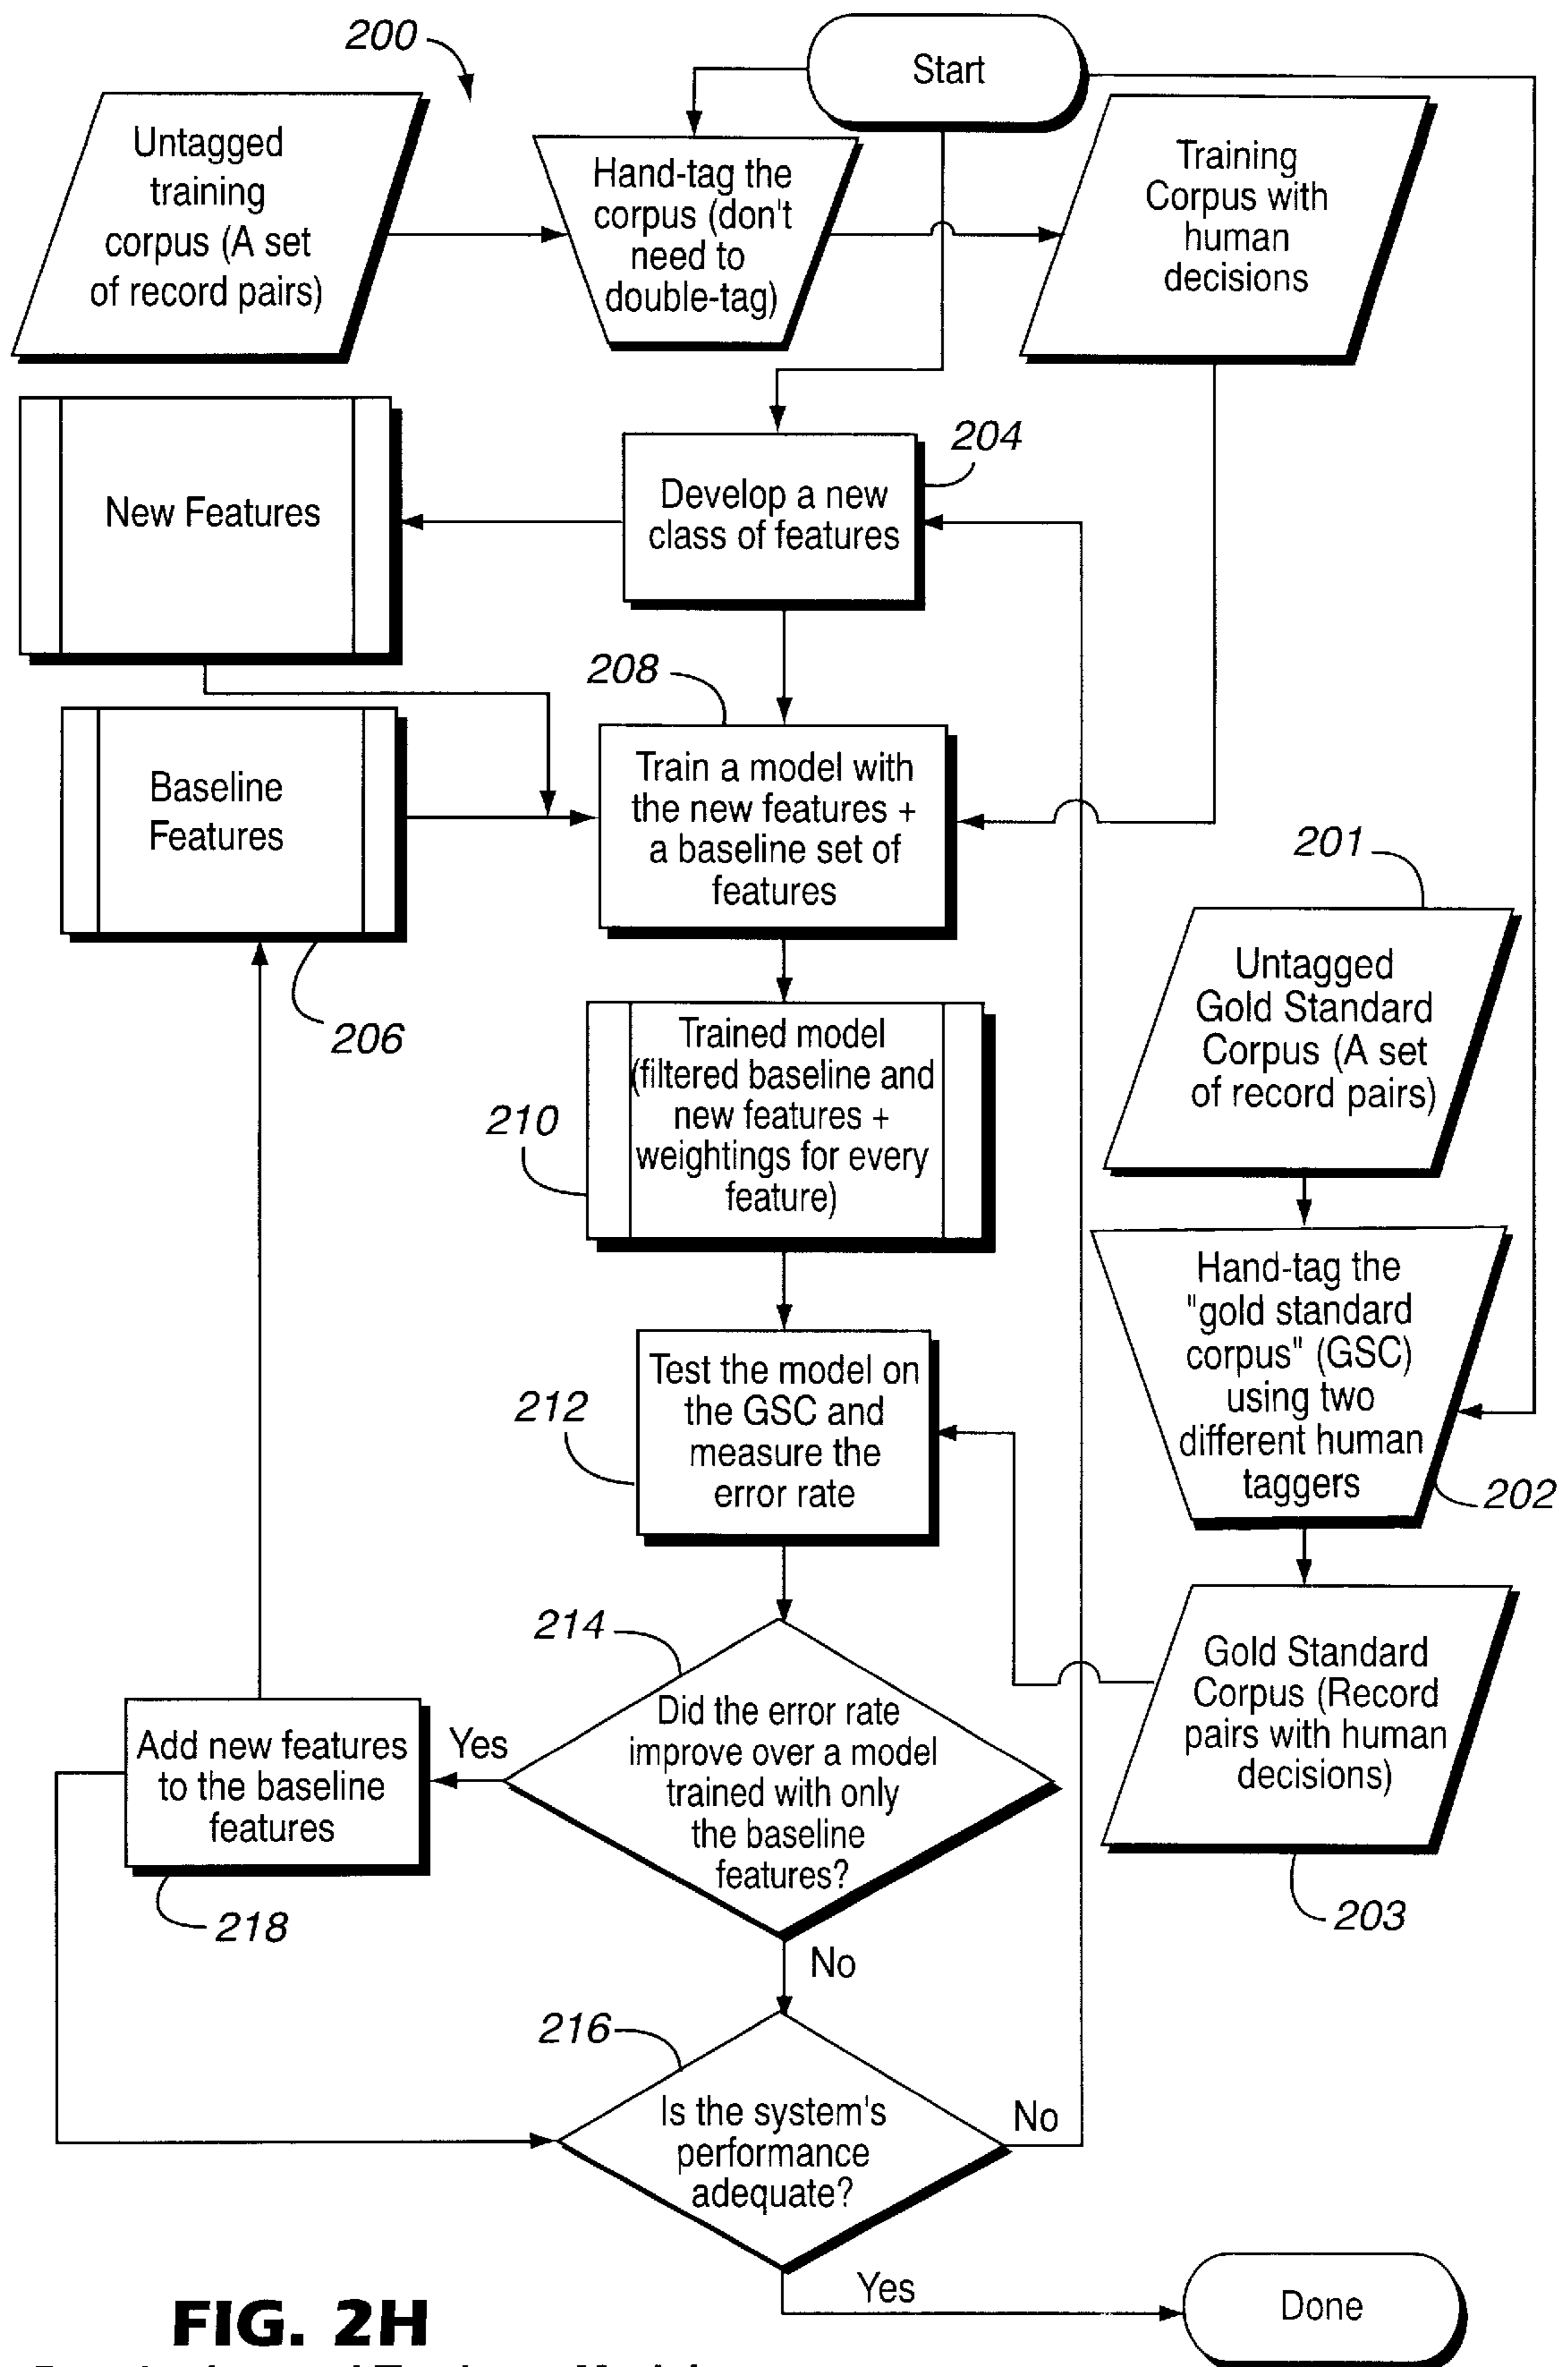 200
Start
Untagged
training
corpus (A set
of record pairs)
Hand-tag the
corpus (don't
need to
double-tag)
Training
Corpus with
human
decisions
New Features
204
Develop a new
class of features
208
Baseline
Features
206
Train a model with
the new features +
a baseline set of
features
201
Untagged
Gold Standard
Corpus (A set
of record pairs)
210
Trained model
(filtered baseline and
new features +
weightings for every
feature)
Hand-tag the
"gold standard
corpus" (GSC)
using two
different human
taggers
202
212
Test the model on
the GSC and
measure the
error rate
214
Did the error rate
improve over a model
trained with only
the baseline
features?
Yes
No
Add new features
to the baseline
features
218
Gold Standard
Corpus (Record
pairs with human
decisions)
203
216
Is the system's
performance
adequate?
No
Yes
Done
FIG. 2H